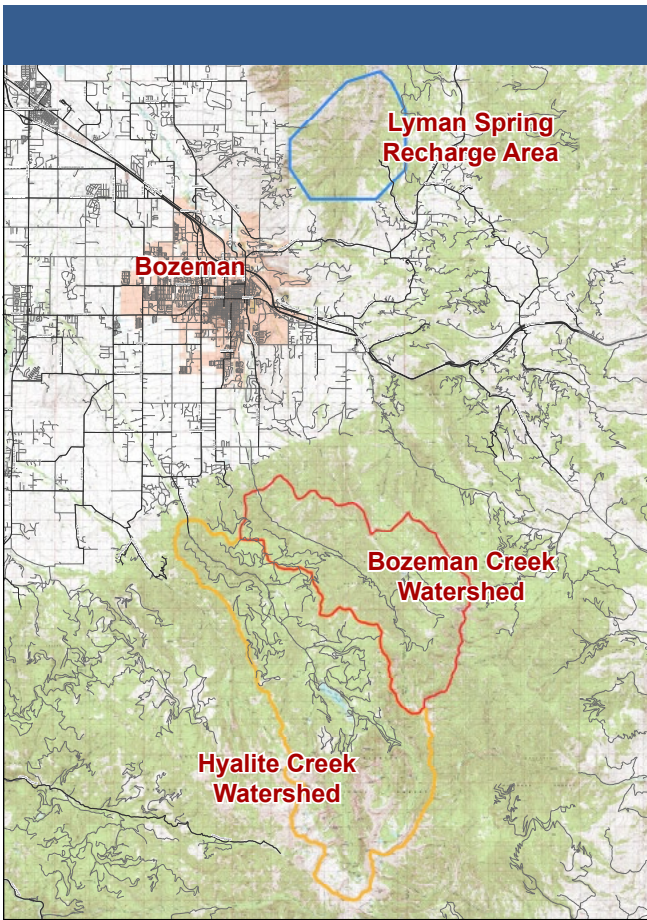 Lyman Spring
Recharge Area
Bozeman
Bozeman Creek
Watershed
Hyalite Creek
Watershed